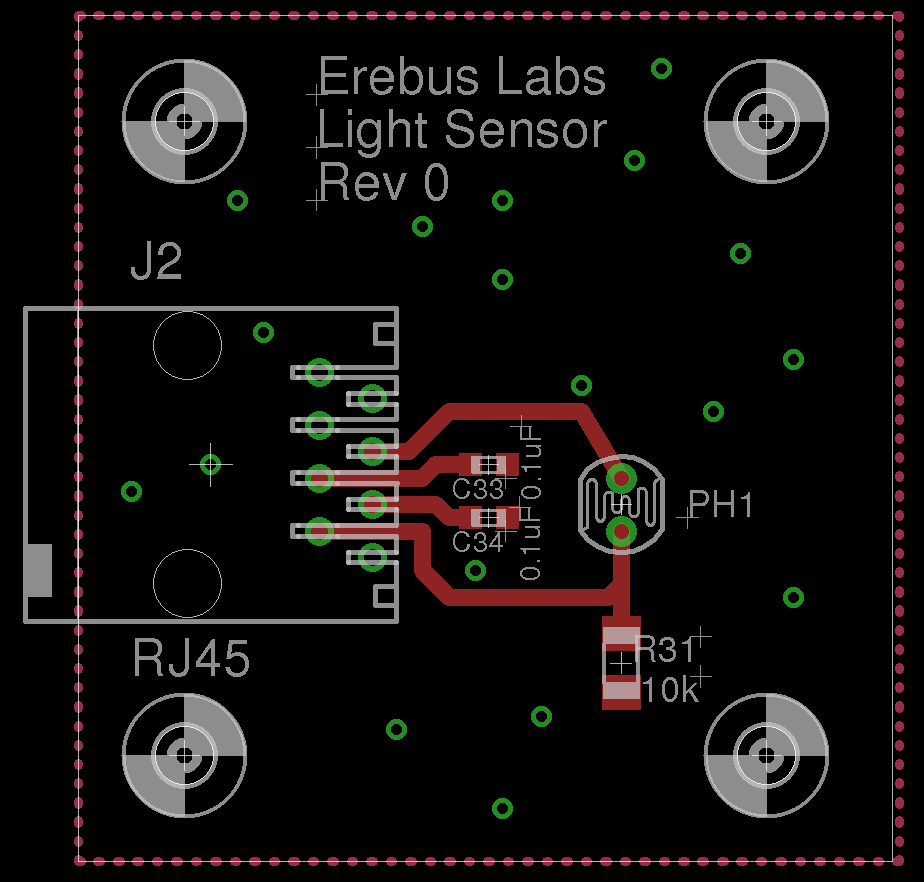 Erebus Labs
Light Sensor
Rev 0
J2
0.1uF
C33
PH1
0.1uF
C34
RJ45
R31
10k